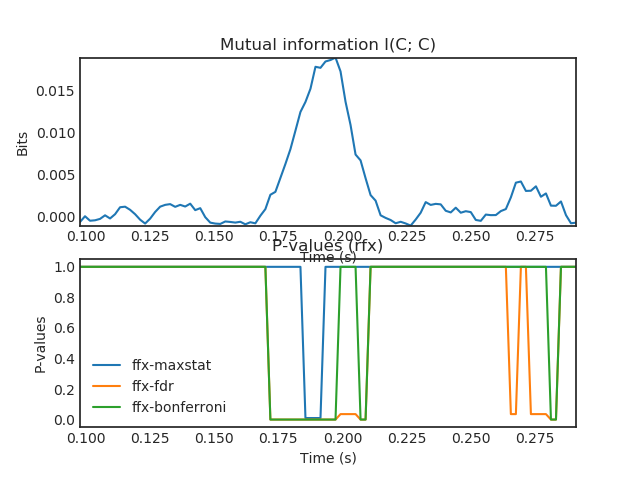 Mutual information I(C; C)
0.015
0.010
0.005
0.000
Bits
0.100 0.125 0.150 0.175 0.200 0.225 0.250 0.275
Time (s)
P-values (rfx)
1.0
0.8
0.6
0.4
0.2
0.0
P-values
ffx-maxstat
ffx-fdr
ffx-bonferroni
0.100 0.125 0.150 0.175 0.200 0.225 0.250 0.275
Time (s)